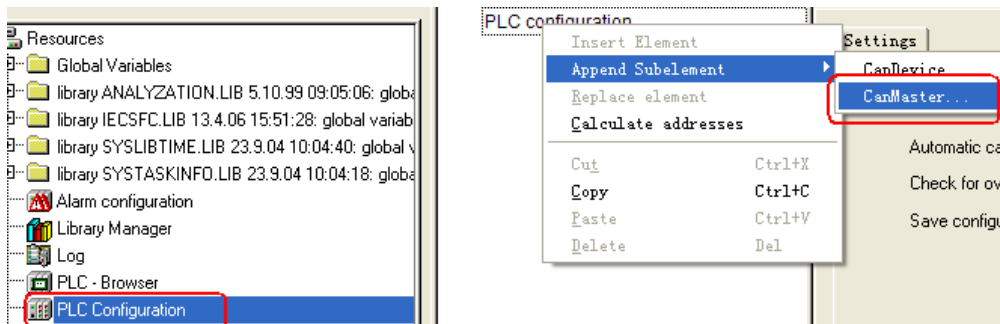 Resources
Global Variables
library ANALYZATION.LIB 5.10.99 09:05:06: globa
library IECSFC.LIB 13.4.06 15:51:28: global variab
library SYSLIBTIME.LIB 23.9.04 10:04:40: global v
library SYSTASKINFO.LIB 23.9.04 10:04:18: globa
Alarm configuration
Library Manager
Log
PLC - Browser
PLC Configuration
PLC configuration
Insert Element
Append Subelement
Replace element
Calculate addresses
Cut Ctrl+X
Copy Ctrl+C
Paste Ctrl+V
Delete Del
Settings
CanDevice
CanMaster...
Automatic ca
Check for ov
Save configu